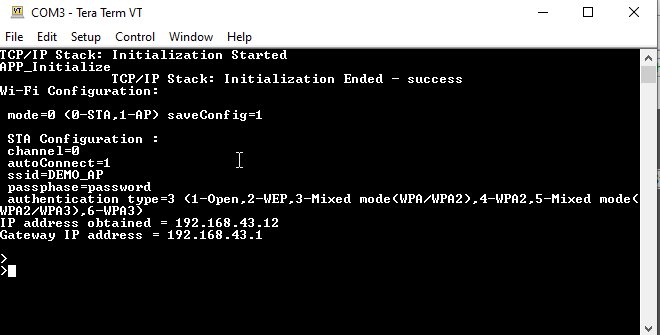 VT COM3 - Tera Term VT
File Edit Setup Control Window Help
TCP/IP Stack: Initialization Started
APP_Initialize
TCP/IP Stack: Initialization Ended - success
Wi-Fi Configuration:
mode=0 (0-STA,1-AP) saveConfig=1
STA Configuration :
channel=0
autoConnect=1
ssid=DEMO_AP
passphase=password
authentication type=3 (1-Open,2-WEP,3-Mixed mode(WPA/WPA2),4-WPA2,5-Mixed mode(
WPA2/WPA3),6-WPA3)
IP address obtained = 192.168.43.12
Gateway IP address = 192.168.43.1
>
>